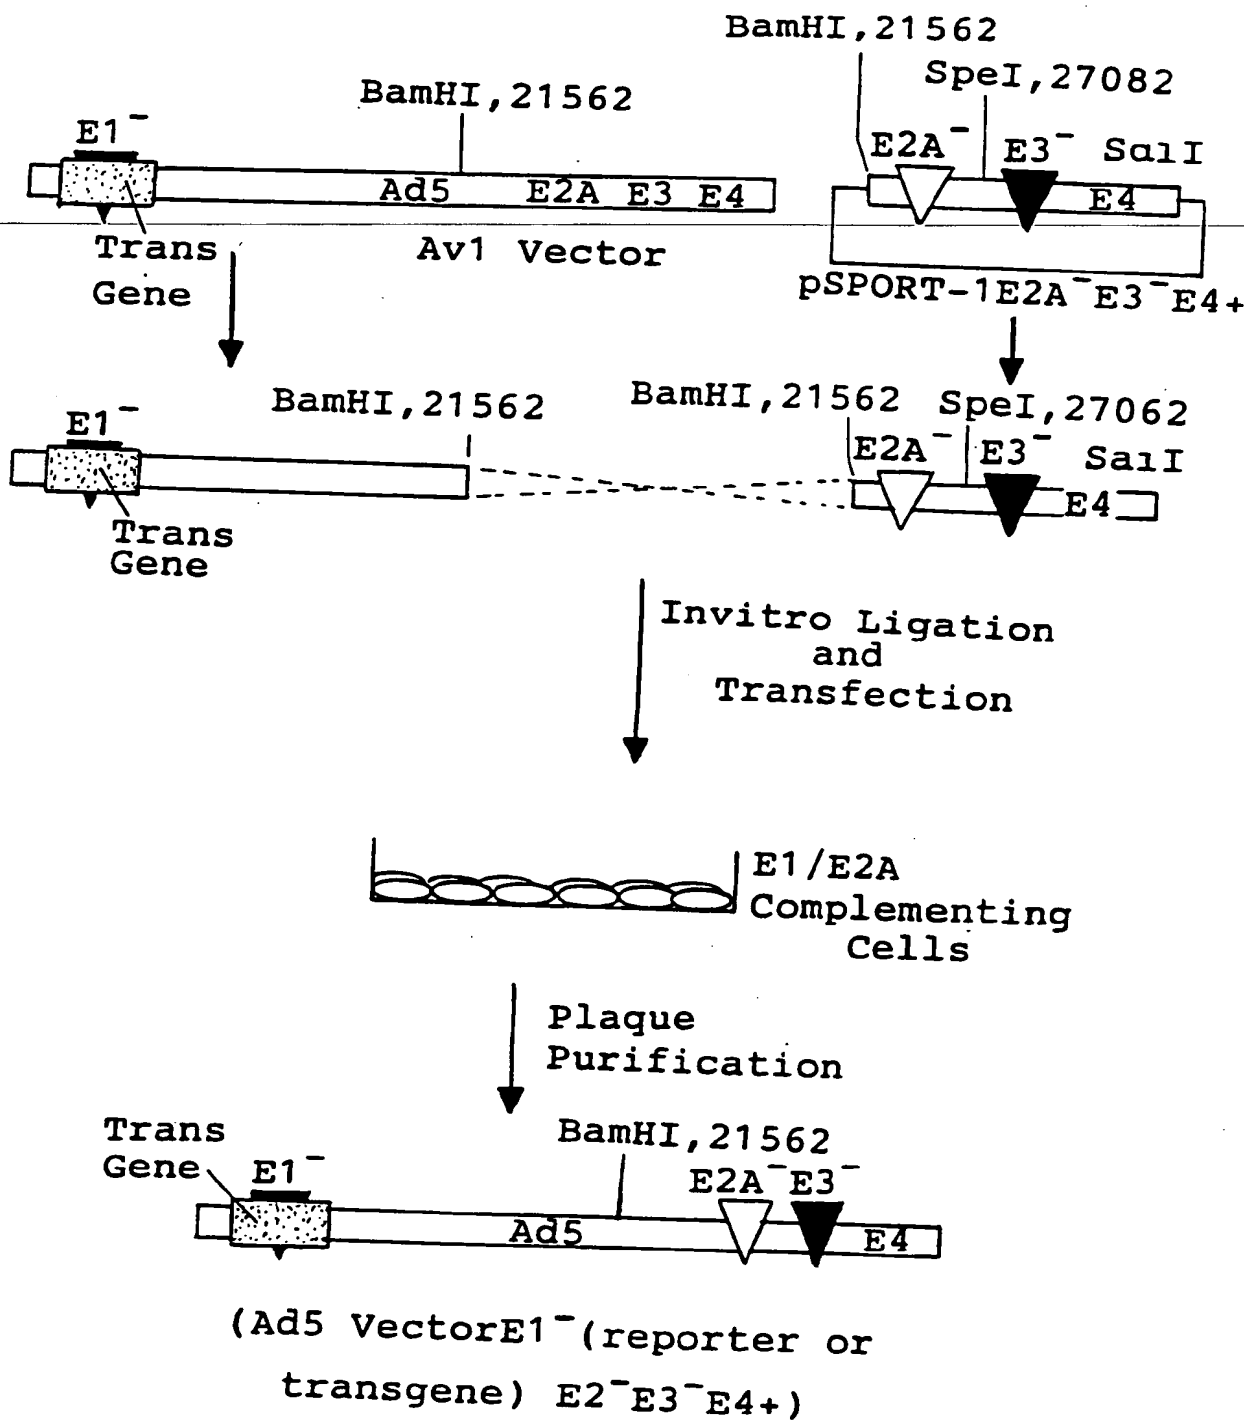 BamHI,21562
SpeI,27082
BamHI,21562
E1⁻
E2A⁻
E3⁻
SalI
Ad5
E2A
E3
E4
E4
Trans
Gene
Av1 Vector
pSPORT-1E2A⁻E3⁻E4+
BamHI,21562
BamHI,21562
SpeI,27062
E1⁻
E2A⁻
E3⁻
SalI
E4
Trans
Gene
Invitro Ligation
and
Transfection
E1/E2A
Complementing
Cells
Plaque
Purification
Trans
Gene
E1⁻
BamHI,21562
E2A⁻E3⁻
Ad5
E4
(Ad5 VectorE1⁻(reporter or
transgene) E2⁻E3⁻E4+)